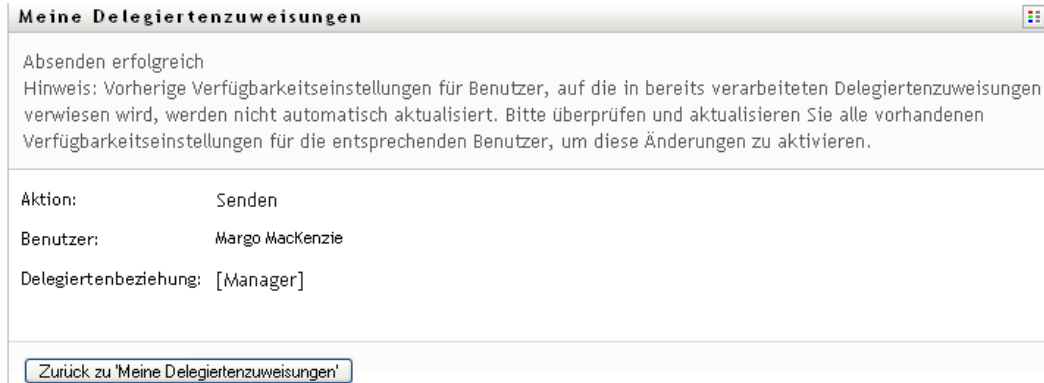 Meine Delegiertenzuweisungen
Absenden erfolgreich
Hinweis: Vorherige Verfügbarkeitseinstellungen für Benutzer, auf die in bereits verarbeiteten Delegiertenzuweisungen
verwiesen wird, werden nicht automatisch aktualisiert. Bitte überprüfen und aktualisieren Sie alle vorhandenen
Verfügbarkeitseinstellungen für die entsprechenden Benutzer, um diese Änderungen zu aktivieren.
Aktion: Senden
Benutzer: Margo MacKenzie
Delegiertenbeziehung: [Manager]
Zurück zu 'Meine Delegiertenzuweisungen'